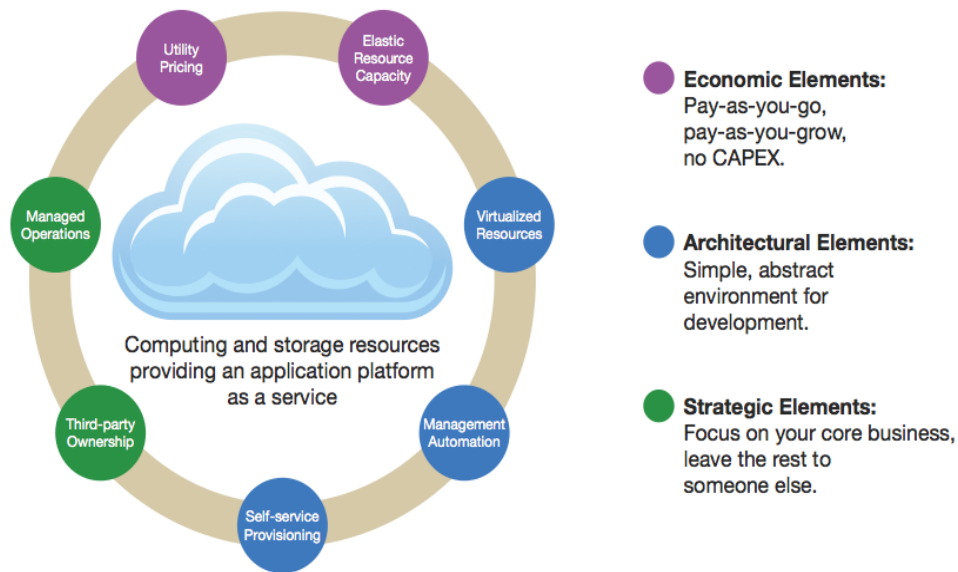 Utility
Pricing
Elastic
Resource
Capacity
Managed
Operations
Virtualized
Resources
Computing and storage resources
providing an application platform
as a service
Third-party
Ownership
Management
Automation
Self-service
Provisioning
Economic Elements:
Pay-as-you-go,
pay-as-you-grow,
no CAPEX.
Architectural Elements:
Simple, abstract
environment for
development.
Strategic Elements:
Focus on your core business,
leave the rest to
someone else.